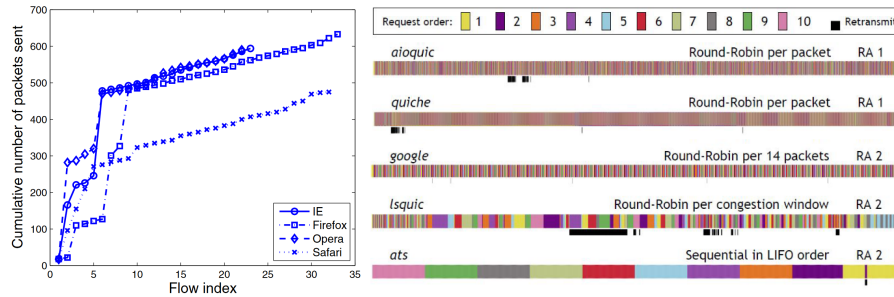 Cumulative number of packets sent
700
600
500
400
300
200
100
0
0
5
10
15
20
25
30
35
Flow index
IE
Firefox
Opera
Safari
Request order: 1 2 3 4 5 6 7 8 9 10 Retransmit
aioquic Round-Robin per packet RA 1
quiche Round-Robin per packet RA 1
google Round-Robin per 14 packets RA 2
lsquic Round-Robin per congestion window RA 2
ats Sequential in LIFO order RA 2